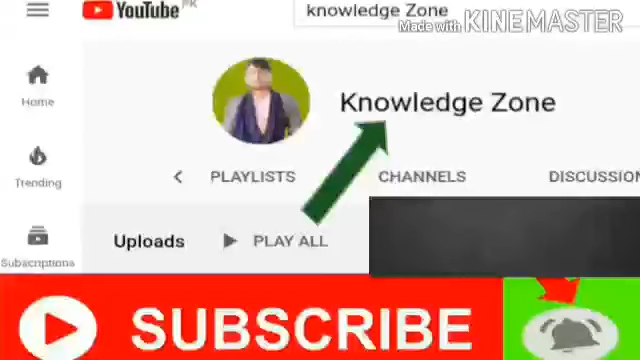 YouTube PK
knowledge Zone
Made with KINEMASTER
Home
Knowledge Zone
Trending
PLAYLISTS
CHANNELS
DISCUSSION
Subscriptions
Uploads
PLAY ALL
SUBSCRIBE